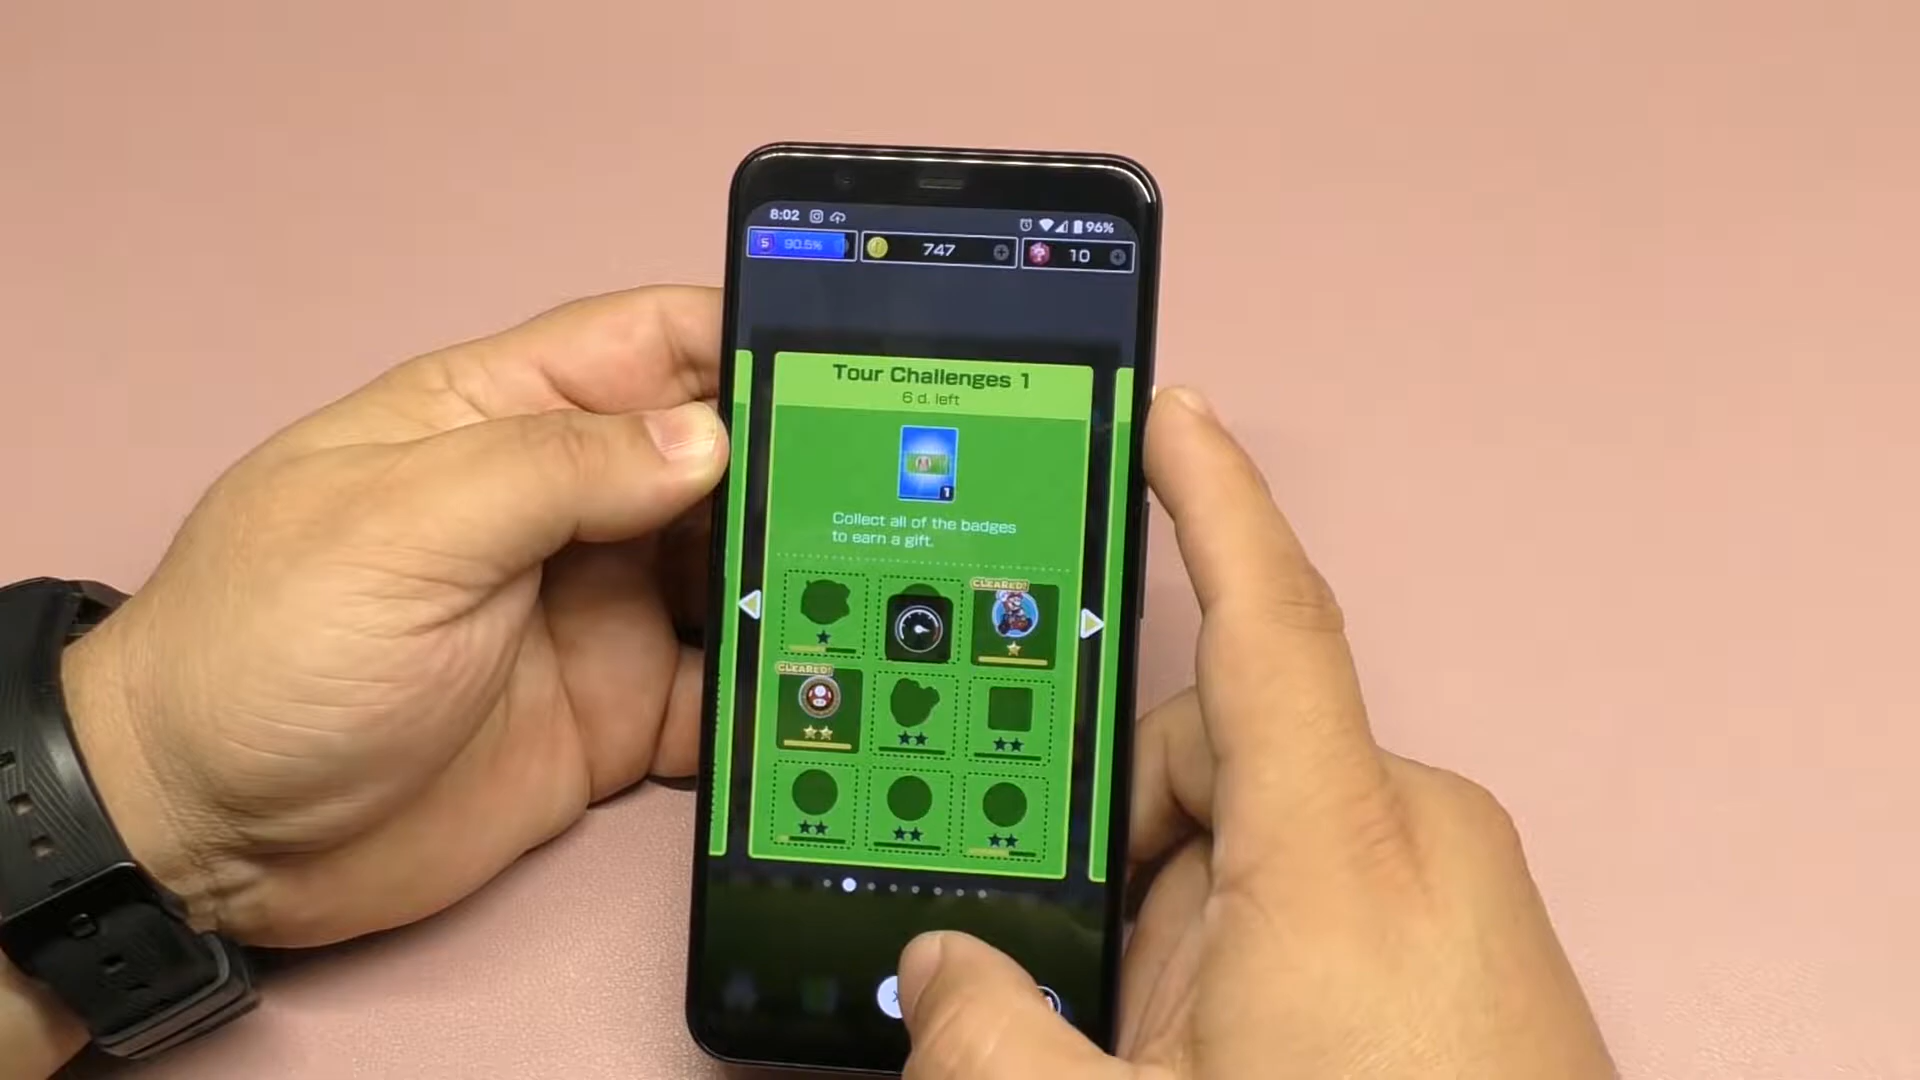 8:02
96%
5 90.5%
747
10
Tour Challenges 1
6 d. left
1
Collect all of the badges
to earn a gift.
CLEARED!
CLEARED!